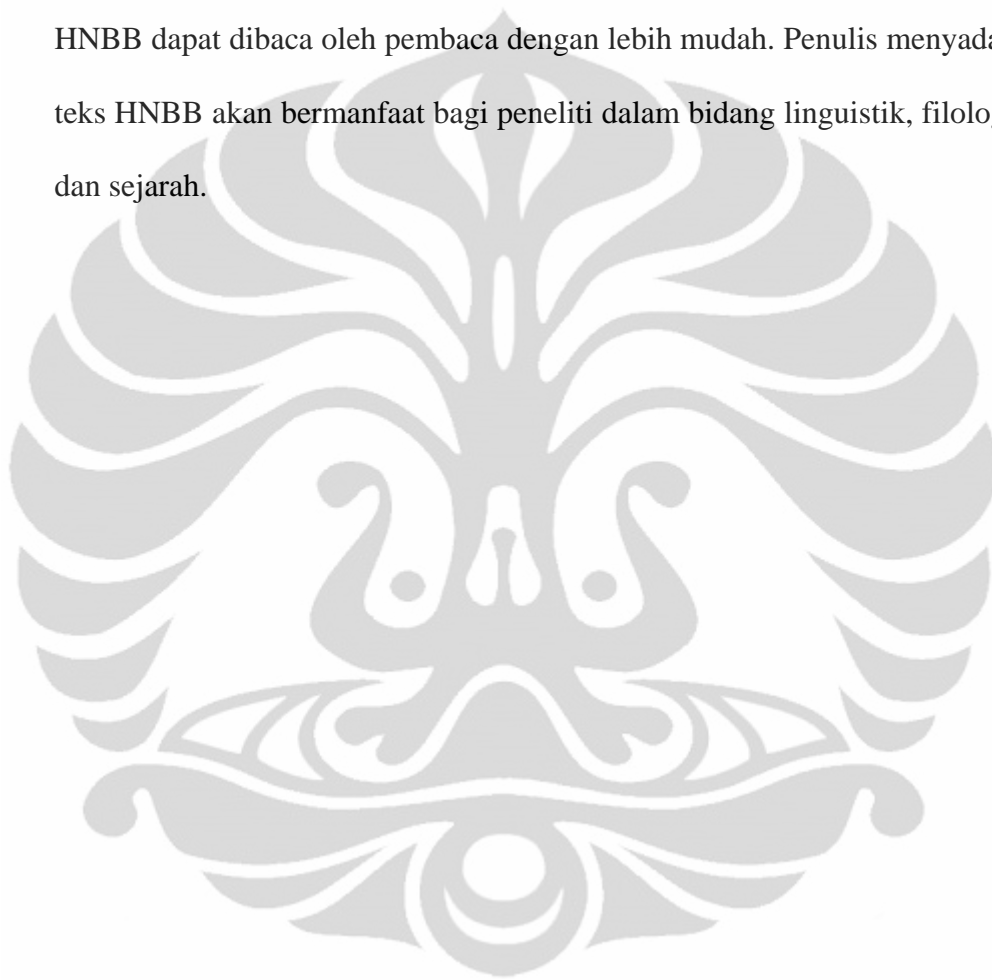 HNBB dapat dibaca oleh pembaca dengan lebih mudah. Penulis menyada
teks HNBB akan bermanfaat bagi peneliti dalam bidang linguistik, filolog
dan sejarah.